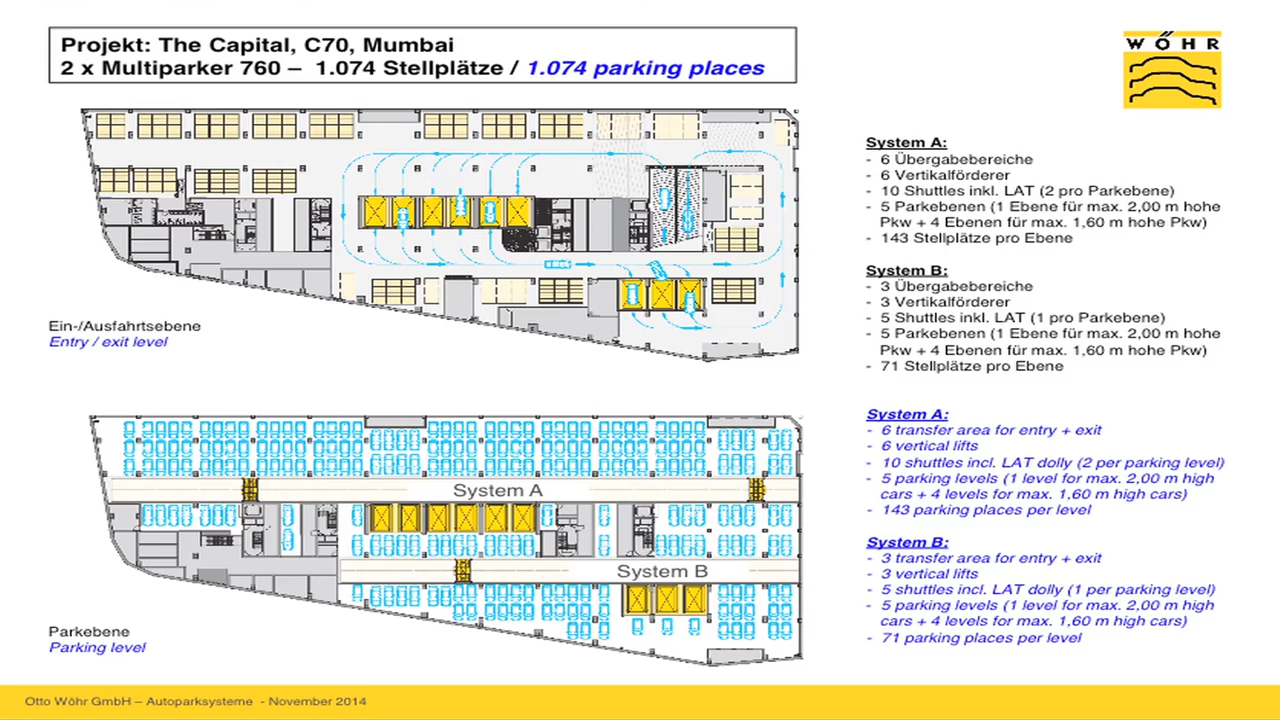 Projekt: The Capital, C70, Mumbai
2 x Multiparker 760 – 1.074 Stellplätze / 1.074 parking places
WÖHR
System A:
- 6 Übergabebereiche
- 6 Vertikalförderer
- 10 Shuttles inkl. LAT (2 pro Parkebene)
- 5 Parkebenen (1 Ebene für max. 2,00 m hohe
Pkw + 4 Ebenen für max. 1,60 m hohe Pkw)
- 143 Stellplätze pro Ebene
System B:
- 3 Übergabebereiche
- 3 Vertikalförderer
- 5 Shuttles inkl. LAT (1 pro Parkebene)
- 5 Parkebenen (1 Ebene für max. 2,00 m hohe
Pkw + 4 Ebenen für max. 1,60 m hohe Pkw)
- 71 Stellplätze pro Ebene
Ein-/Ausfahrtsebene
Entry / exit level
System A
System B
Parkebene
Parking level
System A:
- 6 transfer area for entry + exit
- 6 vertical lifts
- 10 shuttles incl. LAT dolly (2 per parking level)
- 5 parking levels (1 level for max. 2,00 m high
cars + 4 levels for max. 1,60 m high cars)
- 143 parking places per level
System B:
- 3 transfer area for entry + exit
- 3 vertical lifts
- 5 shuttles incl. LAT dolly (1 per parking level)
- 5 parking levels (1 level for max. 2,00 m high
cars + 4 levels for max. 1,60 m high cars)
- 71 parking places per level
Otto Wöhr GmbH – Autoparksysteme - November 2014